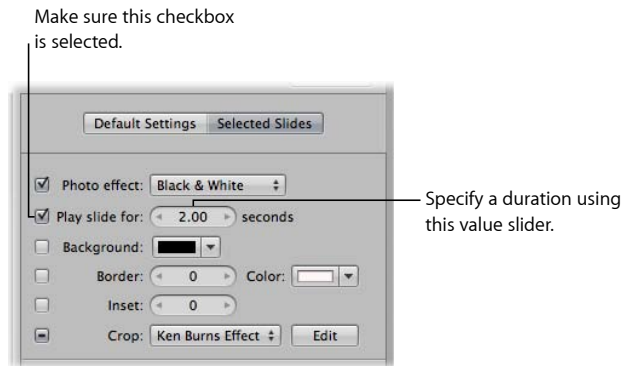 Make sure this checkbox
is selected.
Default Settings Selected Slides
Photo effect: Black & White
Play slide for: 2.00 seconds
Specify a duration using
this value slider.
Background:
Border: 0 Color:
Inset: 0
Crop: Ken Burns Effect Edit